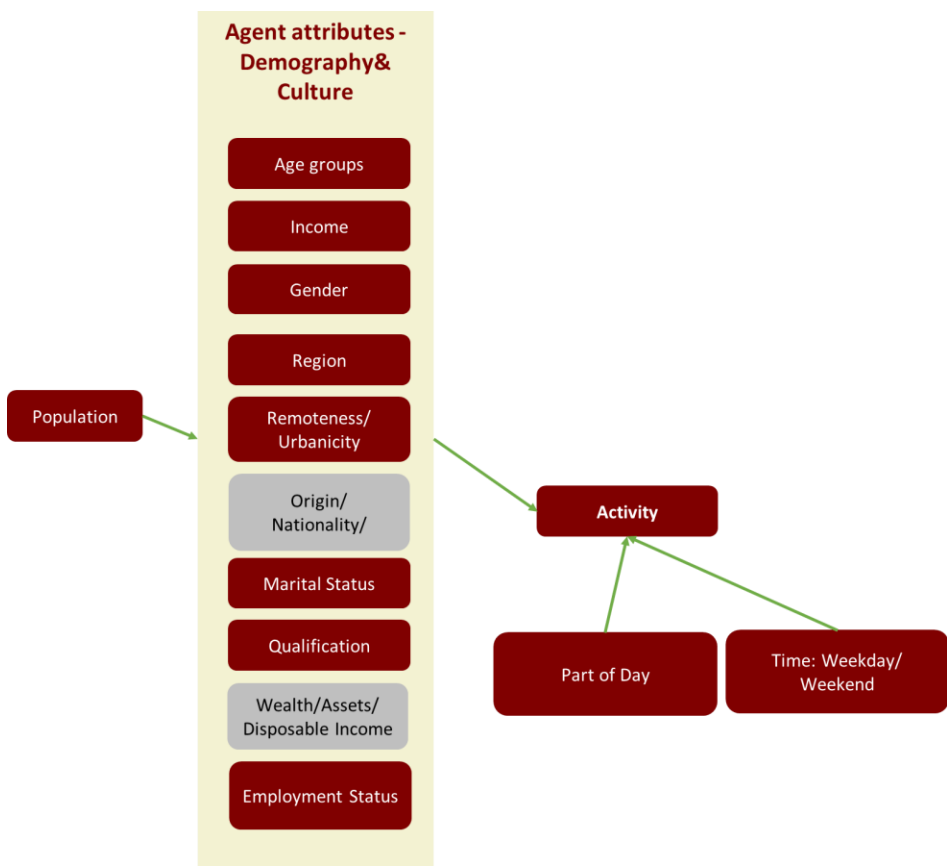 Agent attributes -
Demography&
Culture
Age groups
Income
Gender
Region
Population
Remoteness/
Urbanicity
Origin/
Nationality/
Activity
Marital Status
Qualification
Part of Day
Time: Weekday/
Weekend
Wealth/Assets/
Disposable Income
Employment Status